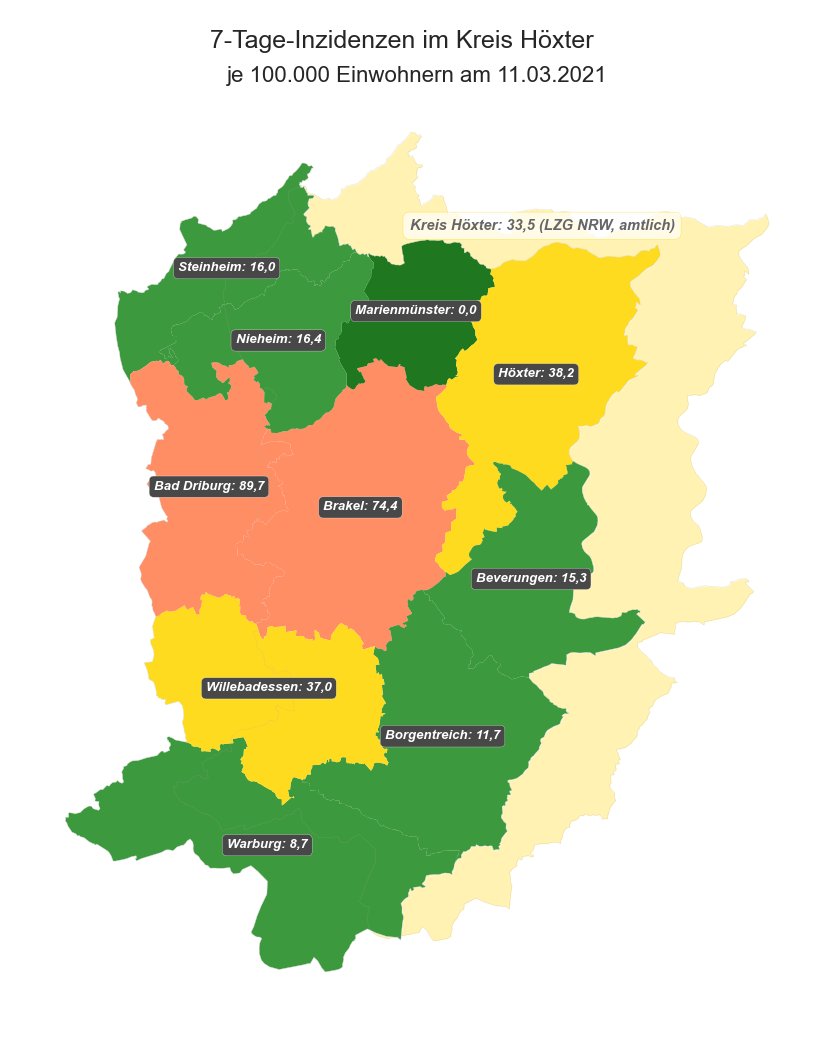 7-Tage-Inzidenzen im Kreis Höxter
je 100.000 Einwohnern am 11.03.2021
Kreis Höxter: 33,5 (LZG NRW, amtlich)
Steinheim: 16,0
Marienmünster: 0,0
Nieheim: 16,4
Höxter: 38,2
Bad Driburg: 89,7
Brakel: 74,4
Beverungen: 15,3
Willebadessen: 37,0
Borgentreich: 11,7
Warburg: 8,7